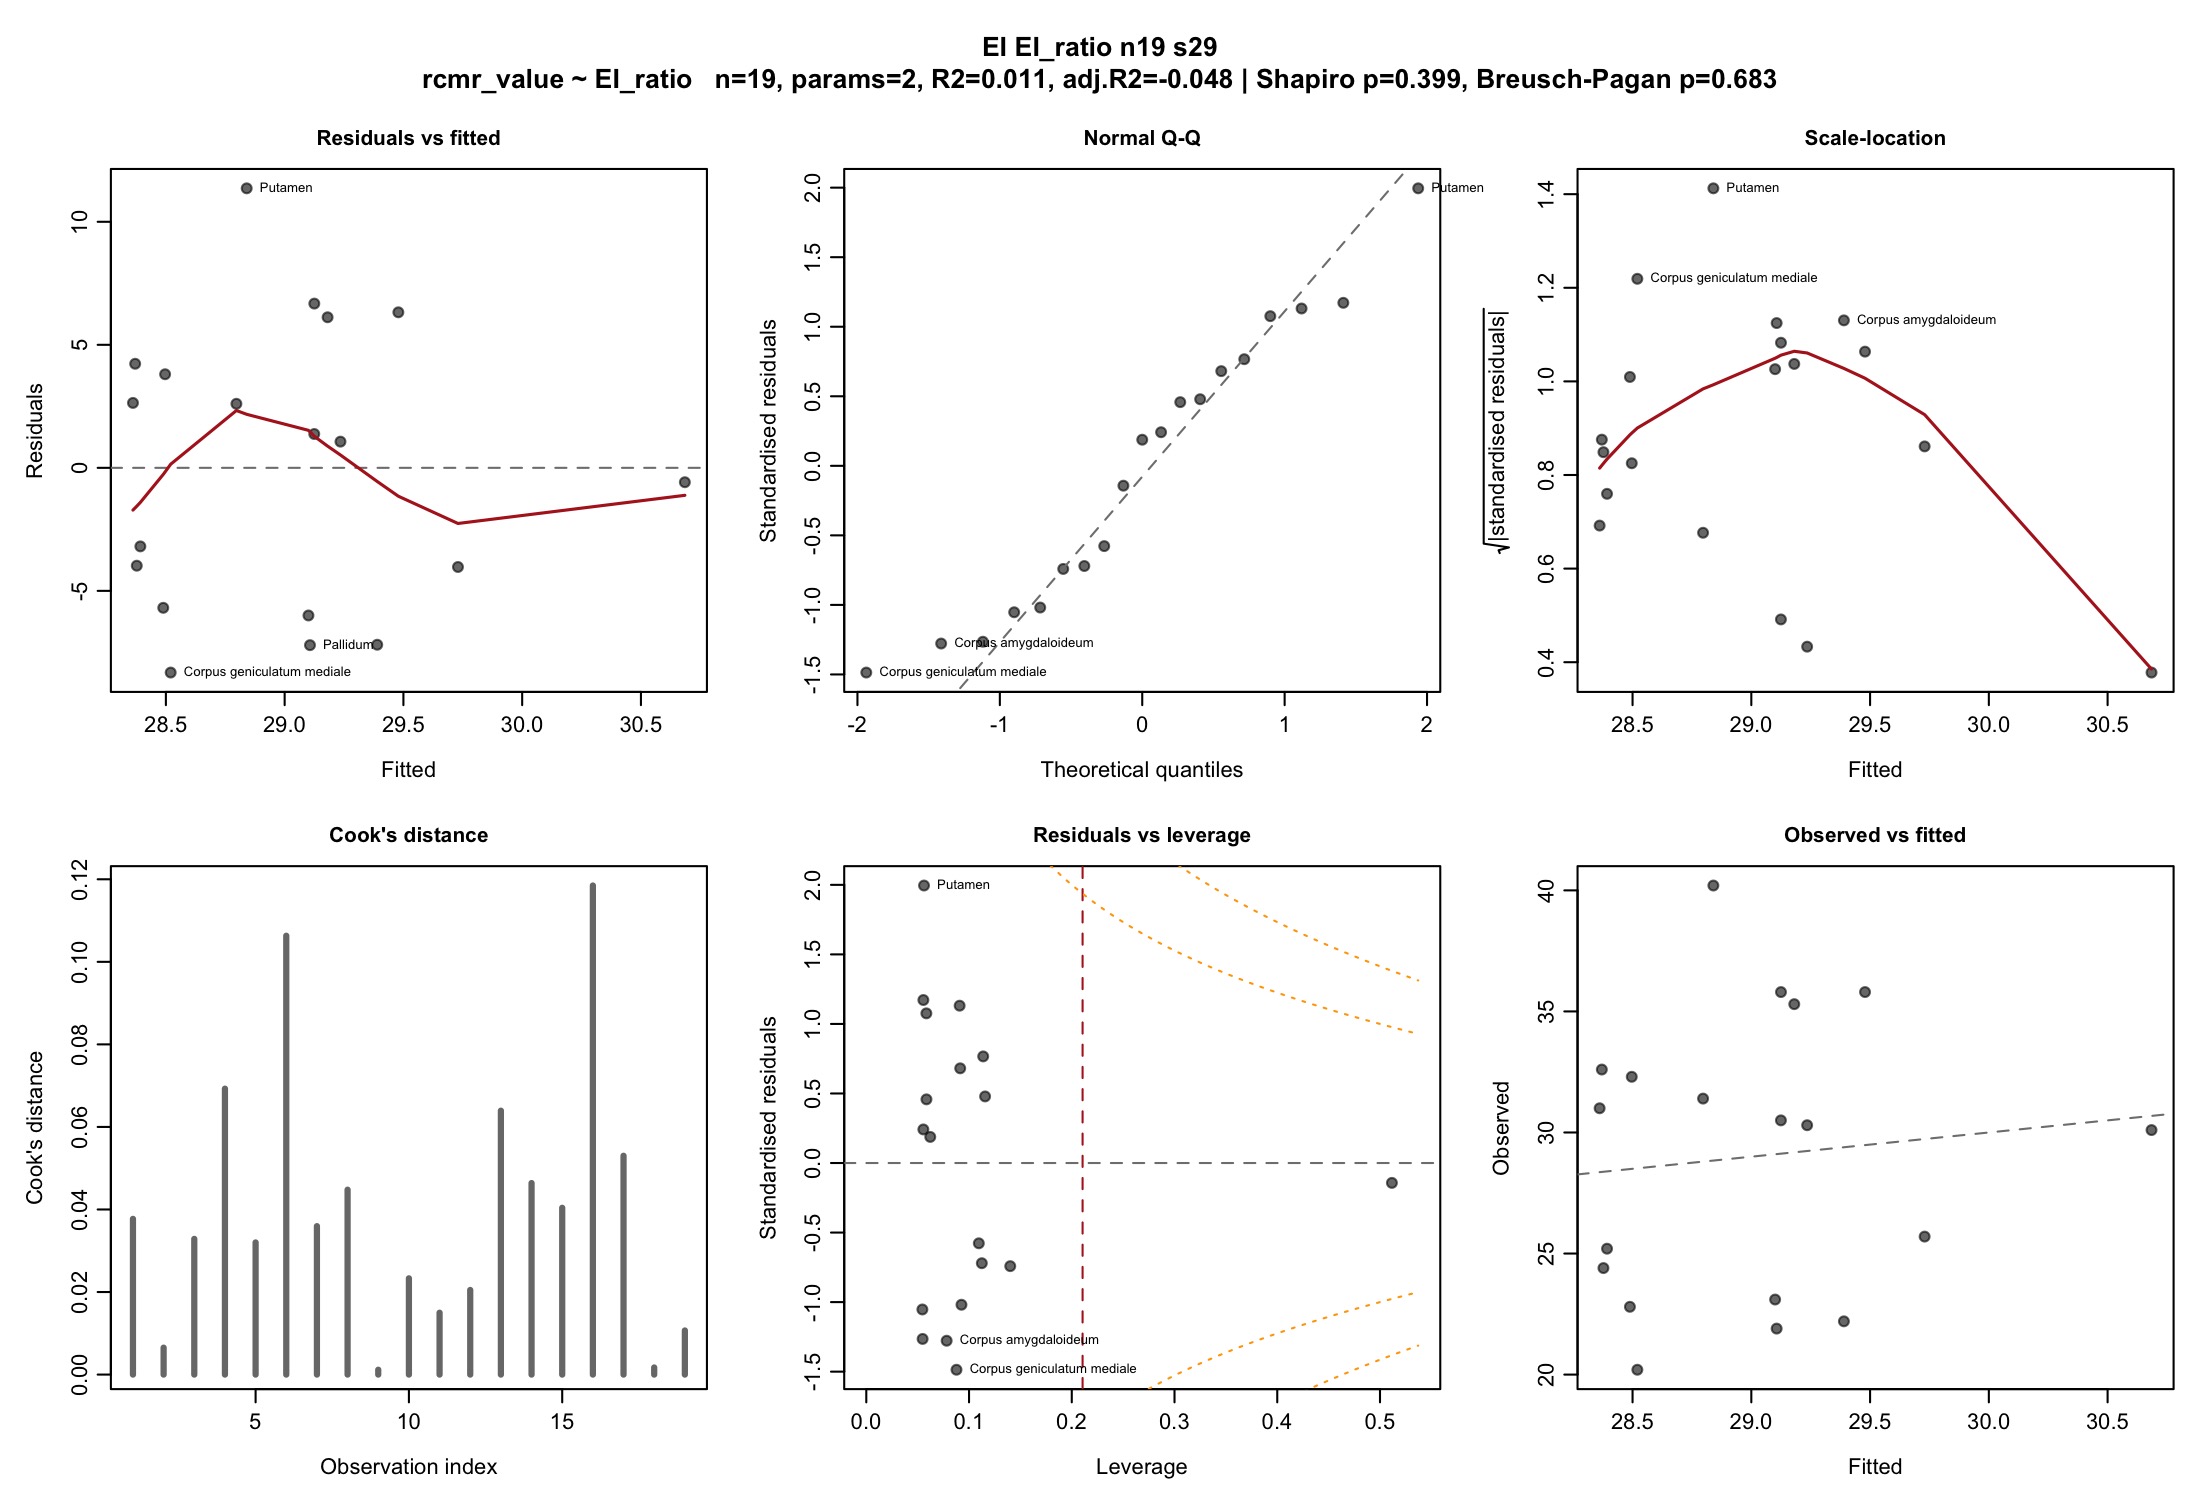 EI EI_ratio n19 s29
rcmr_value ~ EI_ratio   n=19, params=2, R2=0.011, adj.R2=-0.048 | Shapiro p=0.399, Breusch-Pagan p=0.683
Residuals vs fitted
Residuals
10
5
0
-5
Putamen
Pallidum
Corpus geniculatum mediale
28.5 29.0 29.5 30.0 30.5
Fitted
Normal Q-Q
Standardised residuals
2.0
1.5
1.0
0.5
0.0
-0.5
-1.0
-1.5
Putamen
Corpus amygdaloideum
Corpus geniculatum mediale
-2 -1 0 1 2
Theoretical quantiles
Scale-location
√|standardised residuals|
1.4
1.2
1.0
0.8
0.6
0.4
Putamen
Corpus geniculatum mediale
Corpus amygdaloideum
28.5 29.0 29.5 30.0 30.5
Fitted
Cook's distance
Cook's distance
0.12
0.10
0.08
0.06
0.04
0.02
0.00
5 10 15
Observation index
Residuals vs leverage
Standardised residuals
2.0
1.5
1.0
0.5
0.0
-0.5
-1.0
-1.5
Putamen
Corpus amygdaloideum
Corpus geniculatum mediale
0.0 0.1 0.2 0.3 0.4 0.5
Leverage
Observed vs fitted
Observed
40
35
30
25
20
28.5 29.0 29.5 30.0 30.5
Fitted